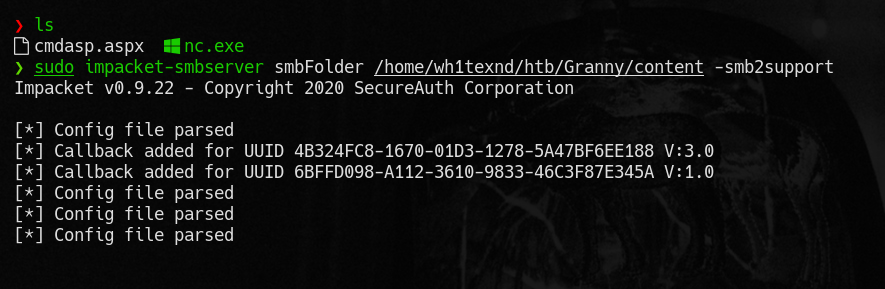 ❯ ls
cmdasp.aspx nc.exe
❯ sudo impacket-smbserver smbFolder /home/wh1texnd/htb/Granny/content -smb2support
Impacket v0.9.22 - Copyright 2020 SecureAuth Corporation
[*] Config file parsed
[*] Callback added for UUID 4B324FC8-1670-01D3-1278-5A47BF6EE188 V:3.0
[*] Callback added for UUID 6BFFD098-A112-3610-9833-46C3F87E345A V:1.0
[*] Config file parsed
[*] Config file parsed
[*] Config file parsed